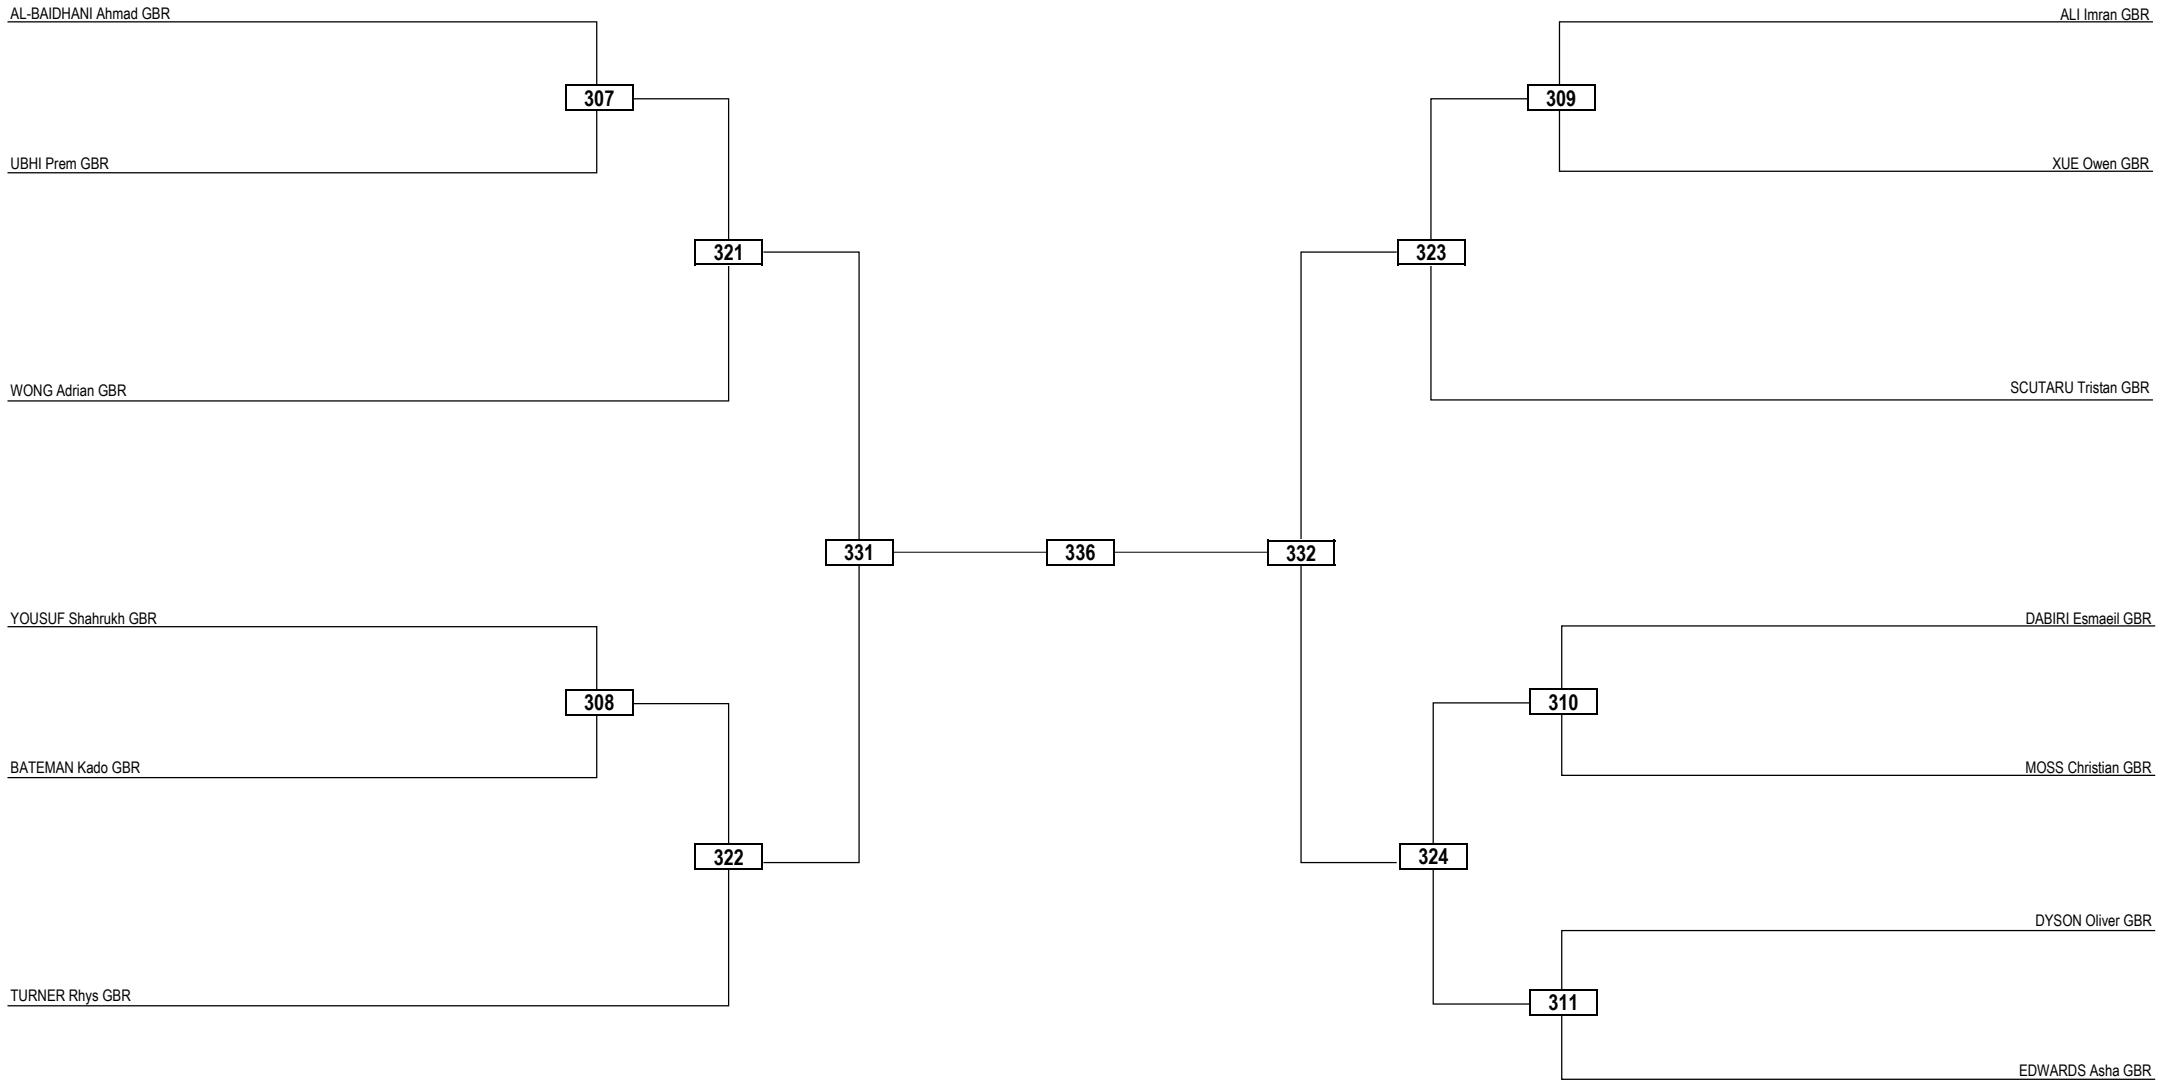 AL-BAIDHANI Ahmad GBR
ALI Imran GBR
307
309
UBHI Prem GBR
XUE Owen GBR
321
323
WONG Adrian GBR
SCUTARU Tristan GBR
331
336
332
YOUSUF Shahrukh GBR
DABIRI Esmaeil GBR
308
310
BATEMAN Kado GBR
MOSS Christian GBR
322
324
DYSON Oliver GBR
TURNER Rhys GBR
311
EDWARDS Asha GBR